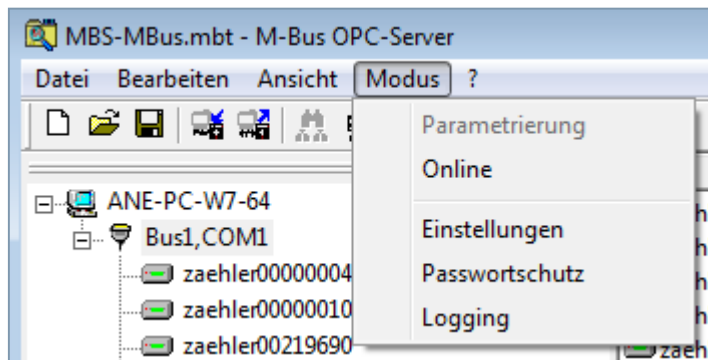 MBS-MBus.mbt - M-Bus OPC-Server
Datei Bearbeiten Ansicht Modus ?
Parametrierung
Online
Einstellungen
Passwortschutz
Logging
ANE-PC-W7-64
Bus1,COM1
zaehler00000004
zaehler00000010
zaehler00219690